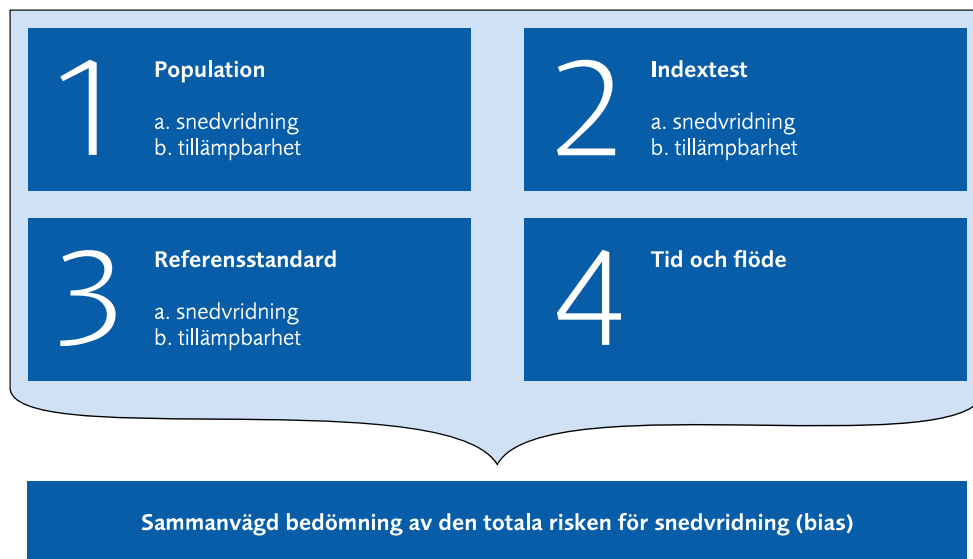 1
Population
a. snedvridning
b. tillämpbarhet
2
Indextest
a. snedvridning
b. tillämpbarhet
3
Referensstandard
a. snedvridning
b. tillämpbarhet
4
Tid och flöde
Sammanvägd bedömning av den totala risken för snedvridning (bias)